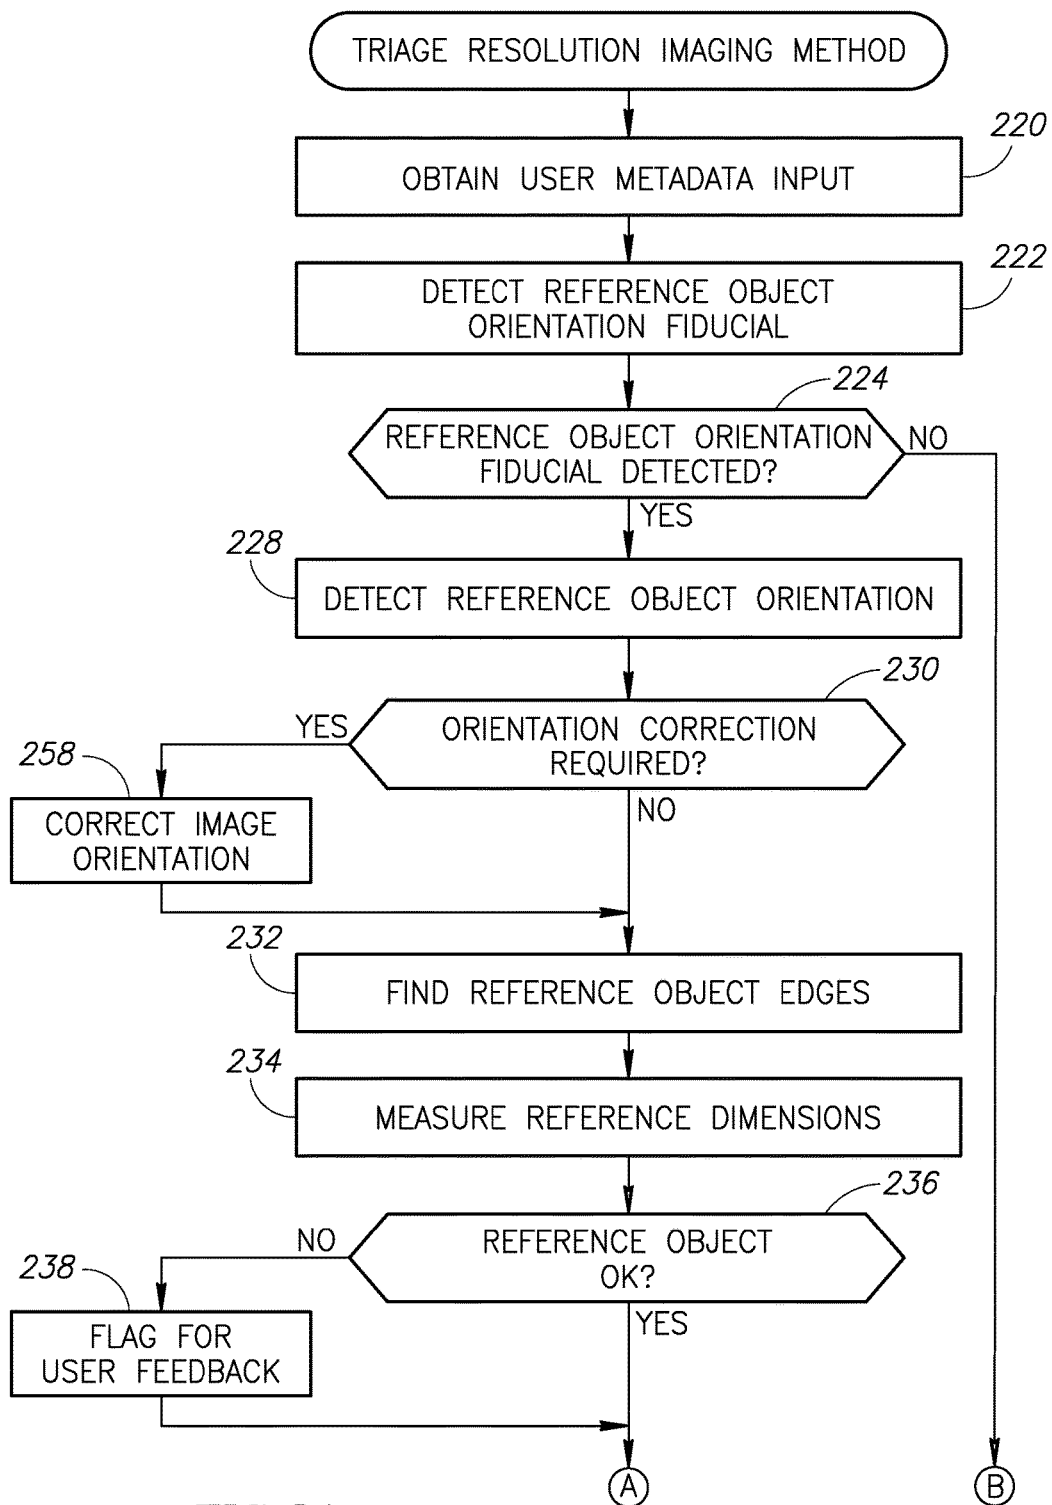 TRIAGE RESOLUTION IMAGING METHOD
220
OBTAIN USER METADATA INPUT
222
DETECT REFERENCE OBJECT
ORIENTATION FIDUCIAL
224
REFERENCE OBJECT ORIENTATION
FIDUCIAL DETECTED?
NO
YES
228
DETECT REFERENCE OBJECT ORIENTATION
230
YES
ORIENTATION CORRECTION
REQUIRED?
258
NO
CORRECT IMAGE
ORIENTATION
232
FIND REFERENCE OBJECT EDGES
234
MEASURE REFERENCE DIMENSIONS
236
NO
REFERENCE OBJECT
OK?
238
YES
FLAG FOR
USER FEEDBACK
A
B